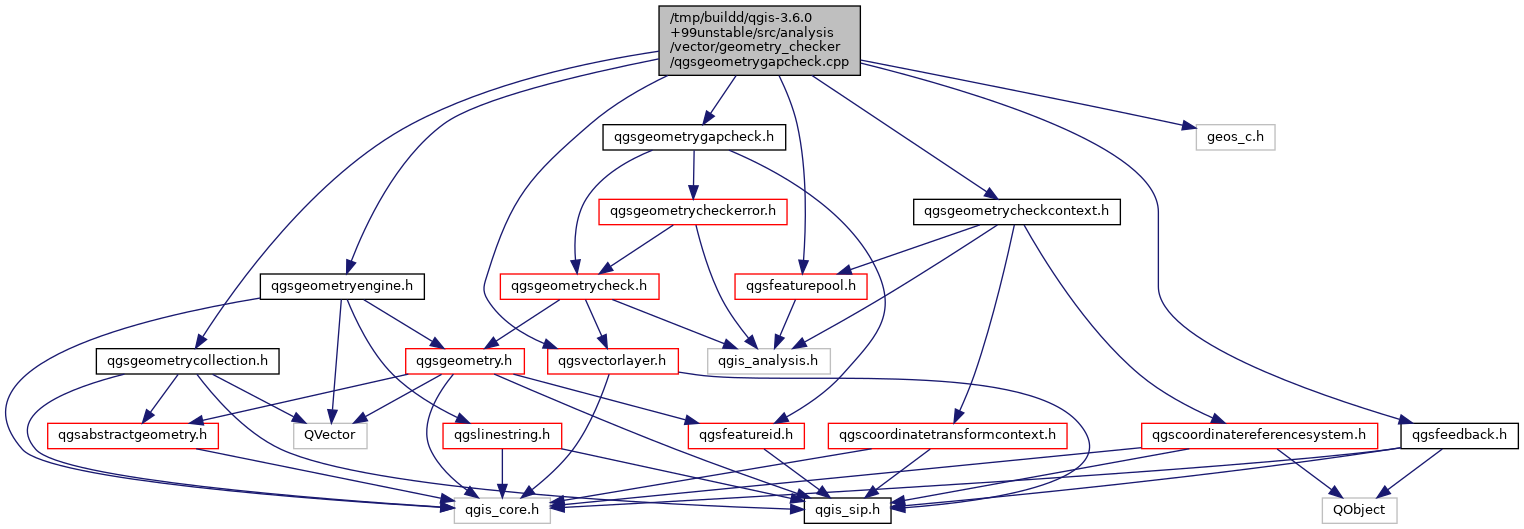 /tmp/buildd/qgis-3.6.0
+99unstable/src/analysis
/vector/geometry_checker
/qgsgeometrygapcheck.cpp
qgsgeometrygapcheck.h
geos_c.h
qgsgeometrycheckerror.h
qgsgeometrycheckcontext.h
qgsgeometryengine.h
qgsgeometrycheck.h
qgsfeaturepool.h
qgsgeometrycollection.h
qgsgeometry.h
qgsvectorlayer.h
qgis_analysis.h
qgsabstractgeometry.h
QVector
qgslinestring.h
qgsfeatureid.h
qgscoordinatetransformcontext.h
qgscoordinatereferencesystem.h
qgsfeedback.h
qgis_core.h
qgis_sip.h
QObject